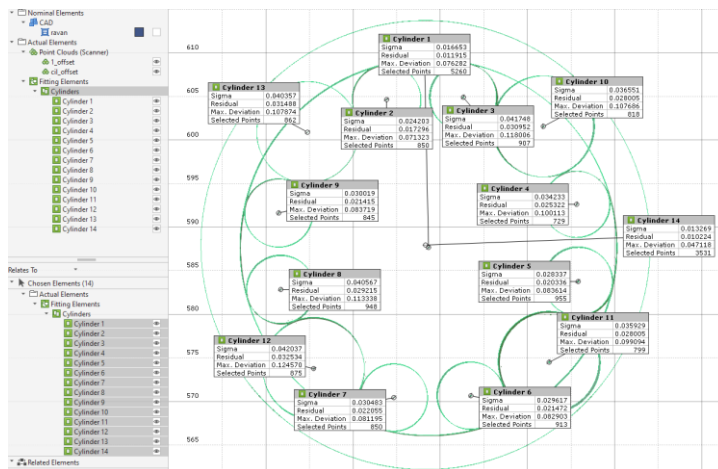 Nominal Elements
CAD
ravan
Actual Elements
Point Clouds (Scanner)
1_offset
cil_offset
Fitting Elements
Cylinders
Cylinder 1
Cylinder 2
Cylinder 3
Cylinder 4
Cylinder 5
Cylinder 6
Cylinder 7
Cylinder 8
Cylinder 9
Cylinder 10
Cylinder 11
Cylinder 12
Cylinder 13
Cylinder 14
Relates To
Chosen Elements (14)
Actual Elements
Fitting Elements
Cylinders
Cylinder 1
Cylinder 2
Cylinder 3
Cylinder 4
Cylinder 5
Cylinder 6
Cylinder 7
Cylinder 8
Cylinder 9
Cylinder 10
Cylinder 11
Cylinder 12
Cylinder 13
Cylinder 14
Related Elements
610
605
600
595
590
585
580
575
570
565
Cylinder 1
Sigma 0.016653
Residual 0.011915
Max. Deviation 0.076282
Selected Points 5260
Cylinder 13
Sigma 0.040357
Residual 0.031488
Max. Deviation 0.107874
Selected Points 862
Cylinder 2
Sigma 0.024203
Residual 0.017296
Max. Deviation 0.071323
Selected Points 850
Cylinder 3
Sigma 0.041748
Residual 0.030952
Max. Deviation 0.118006
Selected Points 907
Cylinder 10
Sigma 0.036551
Residual 0.028005
Max. Deviation 0.107686
Selected Points 818
Cylinder 9
Sigma 0.030019
Residual 0.021415
Max. Deviation 0.083719
Selected Points 845
Cylinder 4
Sigma 0.034233
Residual 0.025322
Max. Deviation 0.100113
Selected Points 729
Cylinder 14
Sigma 0.013269
Residual 0.010224
Max. Deviation 0.047118
Selected Points 3531
Cylinder 8
Sigma 0.040567
Residual 0.029215
Max. Deviation 0.113338
Selected Points 948
Cylinder 5
Sigma 0.028337
Residual 0.020336
Max. Deviation 0.083614
Selected Points 955
Cylinder 12
Sigma 0.042037
Residual 0.032534
Max. Deviation 0.124578
Selected Points 875
Cylinder 11
Sigma 0.035929
Residual 0.028005
Max. Deviation 0.099094
Selected Points 799
Cylinder 7
Sigma 0.030483
Residual 0.022055
Max. Deviation 0.081195
Selected Points 850
Cylinder 6
Sigma 0.029617
Residual 0.021472
Max. Deviation 0.082903
Selected Points 913